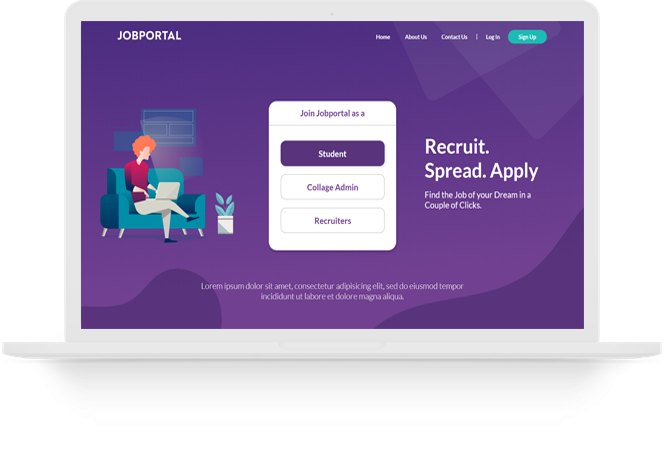 JOBPORTAL
Home About Us Contact Us | Log In Sign Up
Join Jobportal as a
Student
Collage Admin
Recruiters
Recruit.
Spread. Apply
Find the Job of your Dream in a
Couple of Clicks.
Lorem ipsum dolor sit amet, consectetur adipisicing elit, sed do eiusmod tempor
incididunt ut labore et dolore magna aliqua.